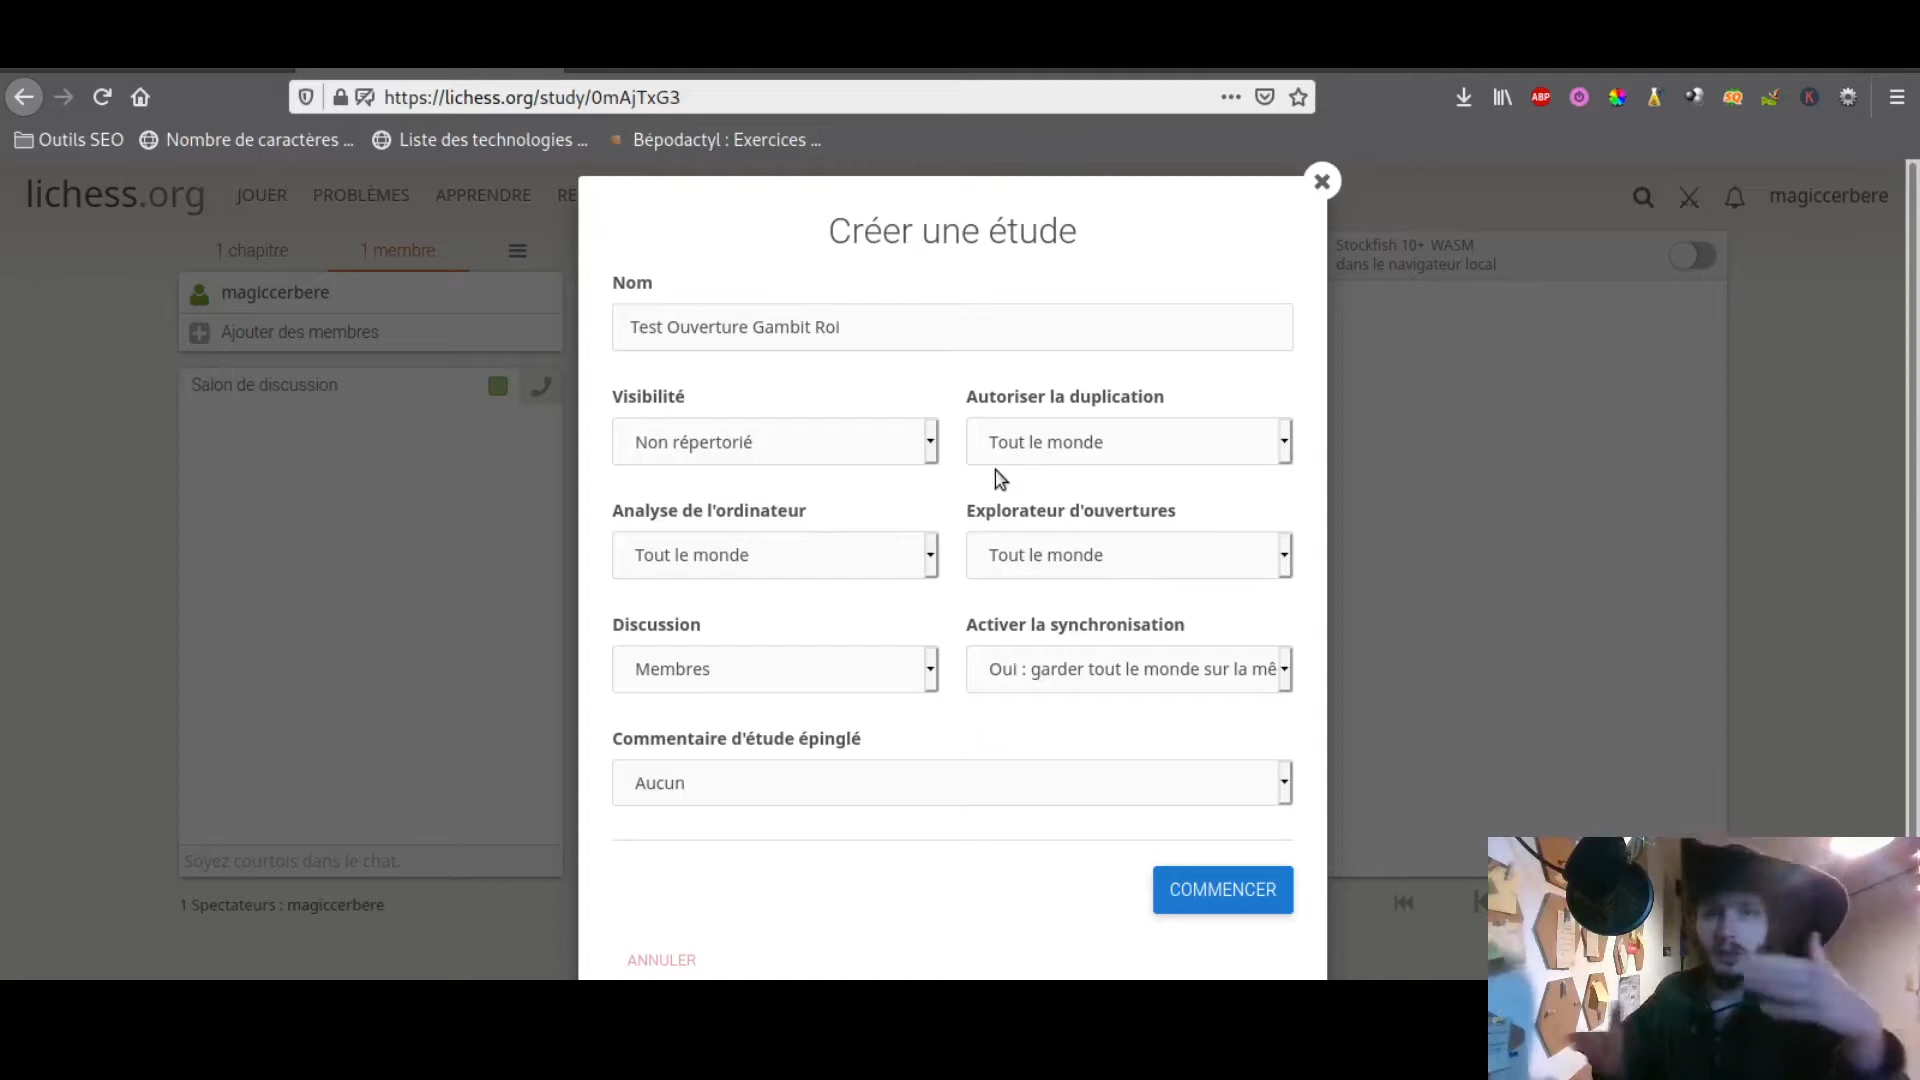 https://lichess.org/study/0mAjTxG3
ABP
Outils SEO
Nombre de caractères ...
Liste des technologies ...
Bépodactyl : Exercices ...
lichess.org
JOUER
PROBLÈMES
APPRENDRE
RE
magiccerbere
1 chapitre
1 membre
magiccerbere
Ajouter des membres
Salon de discussion
Soyez courtois dans le chat.
1 Spectateurs : magiccerbere
Créer une étude
Nom
Test Ouverture Gambit Roi
Visibilité
Autoriser la duplication
Non répertorié
Tout le monde
Analyse de l'ordinateur
Explorateur d'ouvertures
Tout le monde
Tout le monde
Discussion
Activer la synchronisation
Membres
Oui : garder tout le monde sur la mê
Commentaire d'étude épinglé
Aucun
COMMENCER
ANNULER
Stockfish 10+ WASM
dans le navigateur local